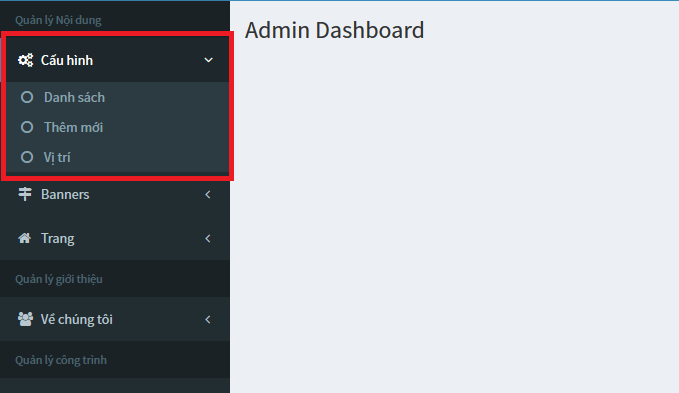 Quản lý Nội dung
Admin Dashboard
Cấu hình
Danh sách
Thêm mới
Vị trí
Banners
Trang
Quản lý giới thiệu
Về chúng tôi
Quản lý công trình